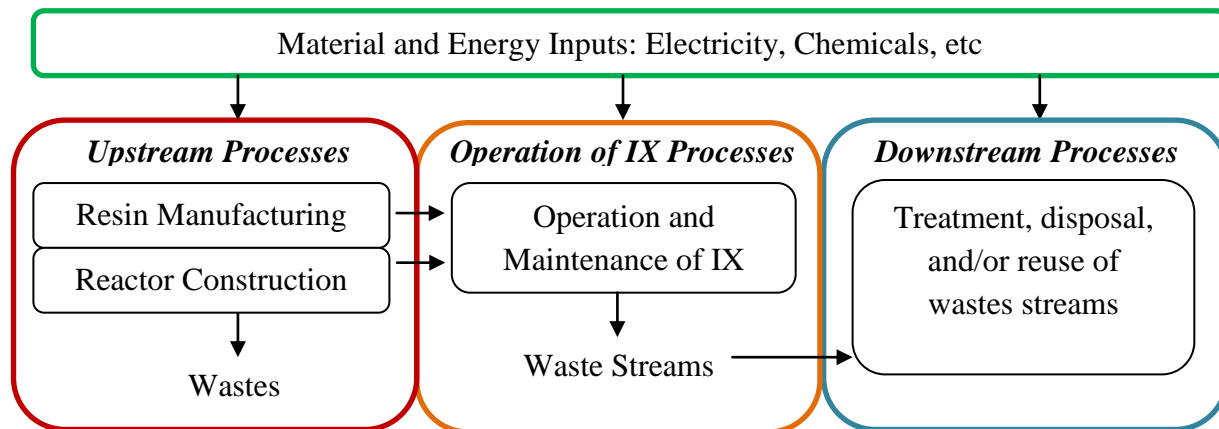 Material and Energy Inputs: Electricity, Chemicals, etc
Upstream Processes
Resin Manufacturing
Reactor Construction
Wastes
Operation of IX Processes
Operation and
Maintenance of IX
Waste Streams
Downstream Processes
Treatment, disposal,
and/or reuse of
wastes streams